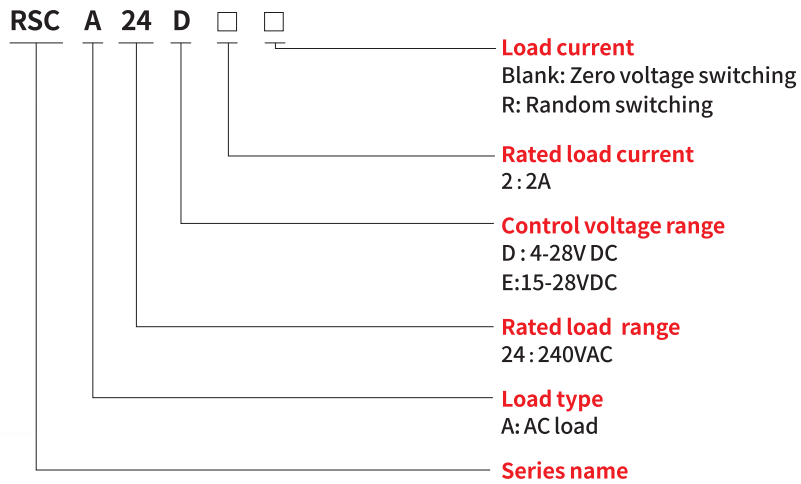 RSC A 24 D □ □
Load current
Blank: Zero voltage switching
R: Random switching
Rated load current
2 : 2A
Control voltage range
D : 4-28V DC
E:15-28VDC
Rated load range
24 : 240VAC
Load type
A: AC load
Series name